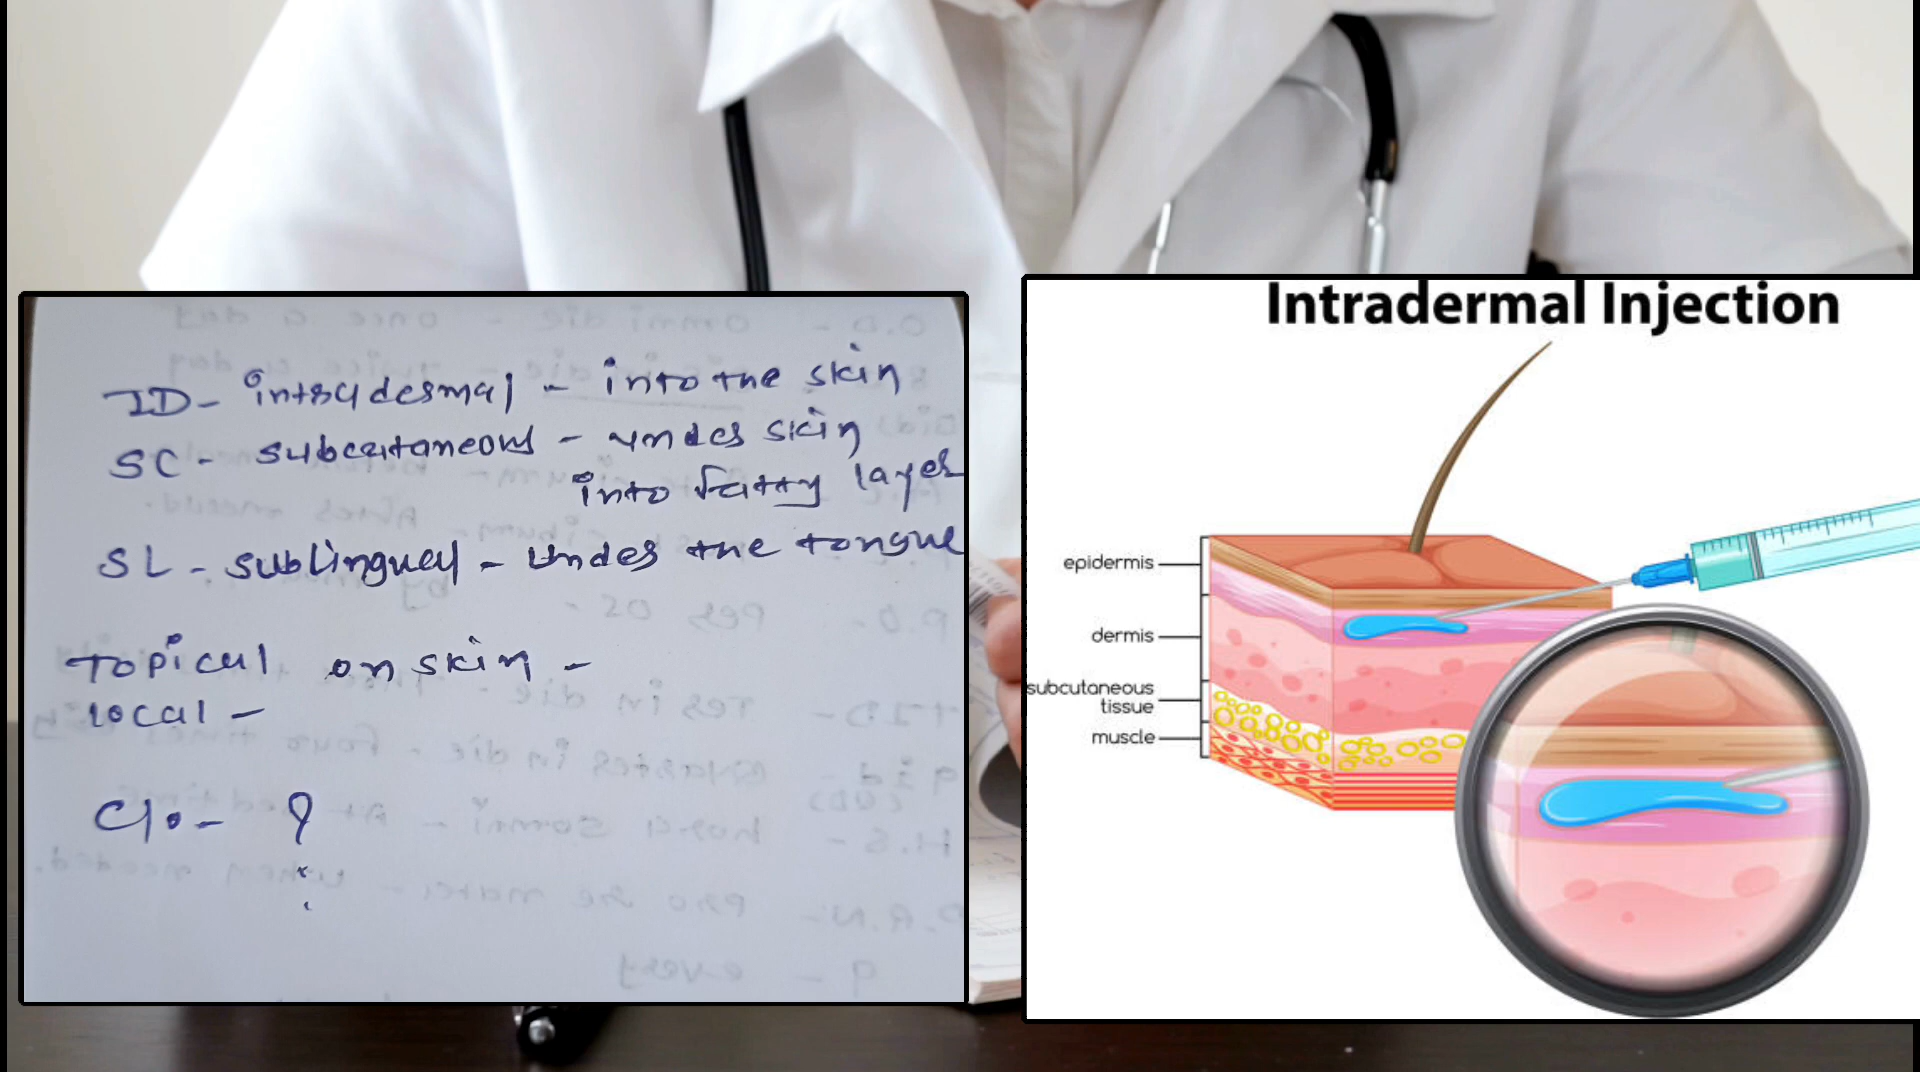 ID - intradermal - into the skin
SC - subcutaneous - under skin
into fatty layer
SL - sublingual - under the tongue
Topical on skin -
local -
C/o - ?
Intradermal Injection
epidermis
dermis
subcutaneous
tissue
muscle